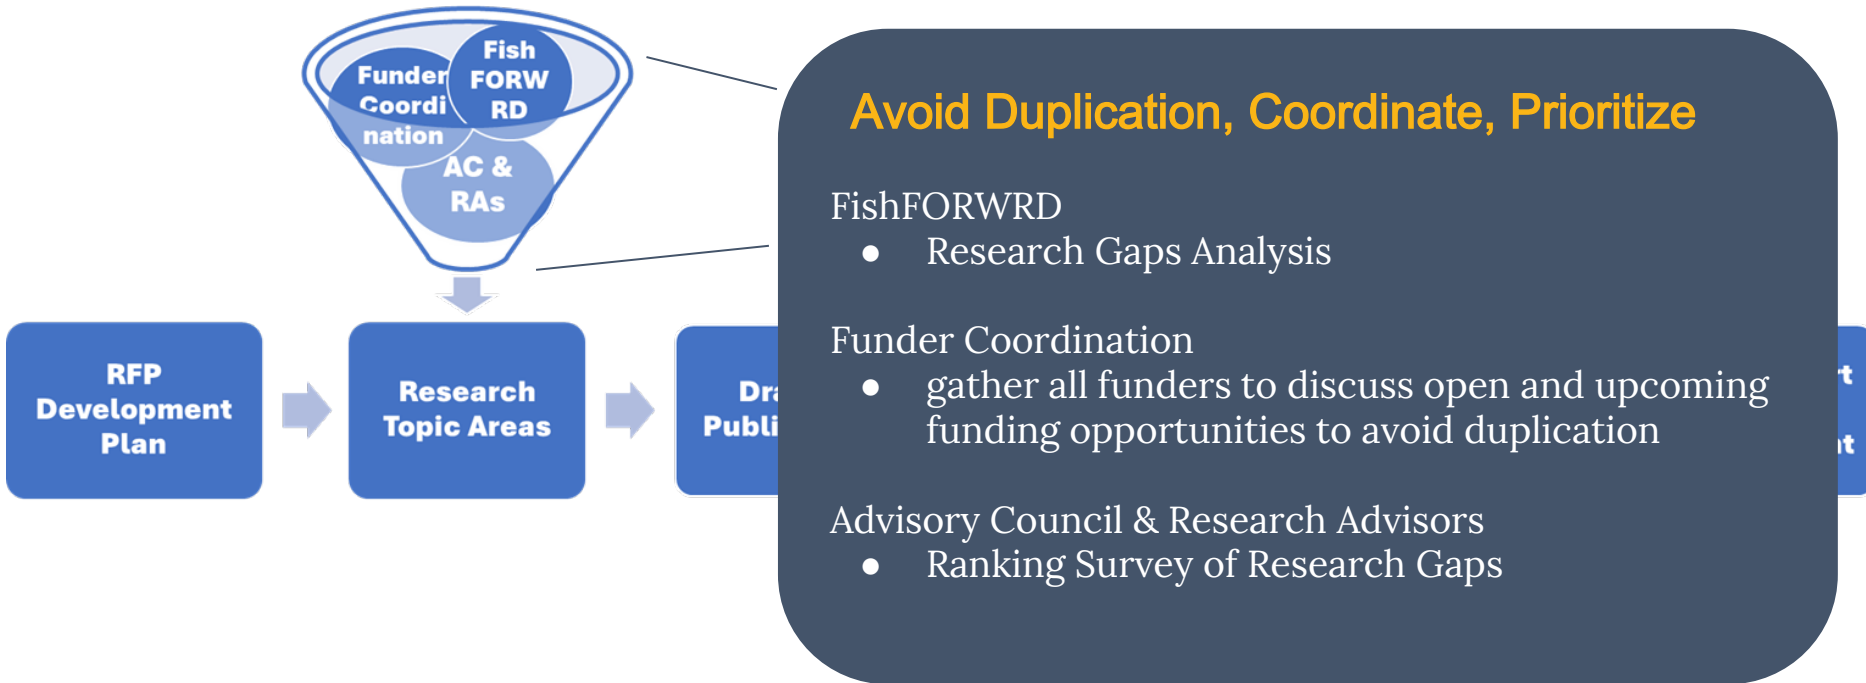 Fish
FORW
RD
Funder
Coordi
nation
AC &
RAs
RFP
Development
Plan
Research
Topic Areas
Avoid Duplication, Coordinate, Prioritize
FishFORWRD
● Research Gaps Analysis
Funder Coordination
● gather all funders to discuss open and upcoming
funding opportunities to avoid duplication
Advisory Council & Research Advisors
● Ranking Survey of Research Gaps